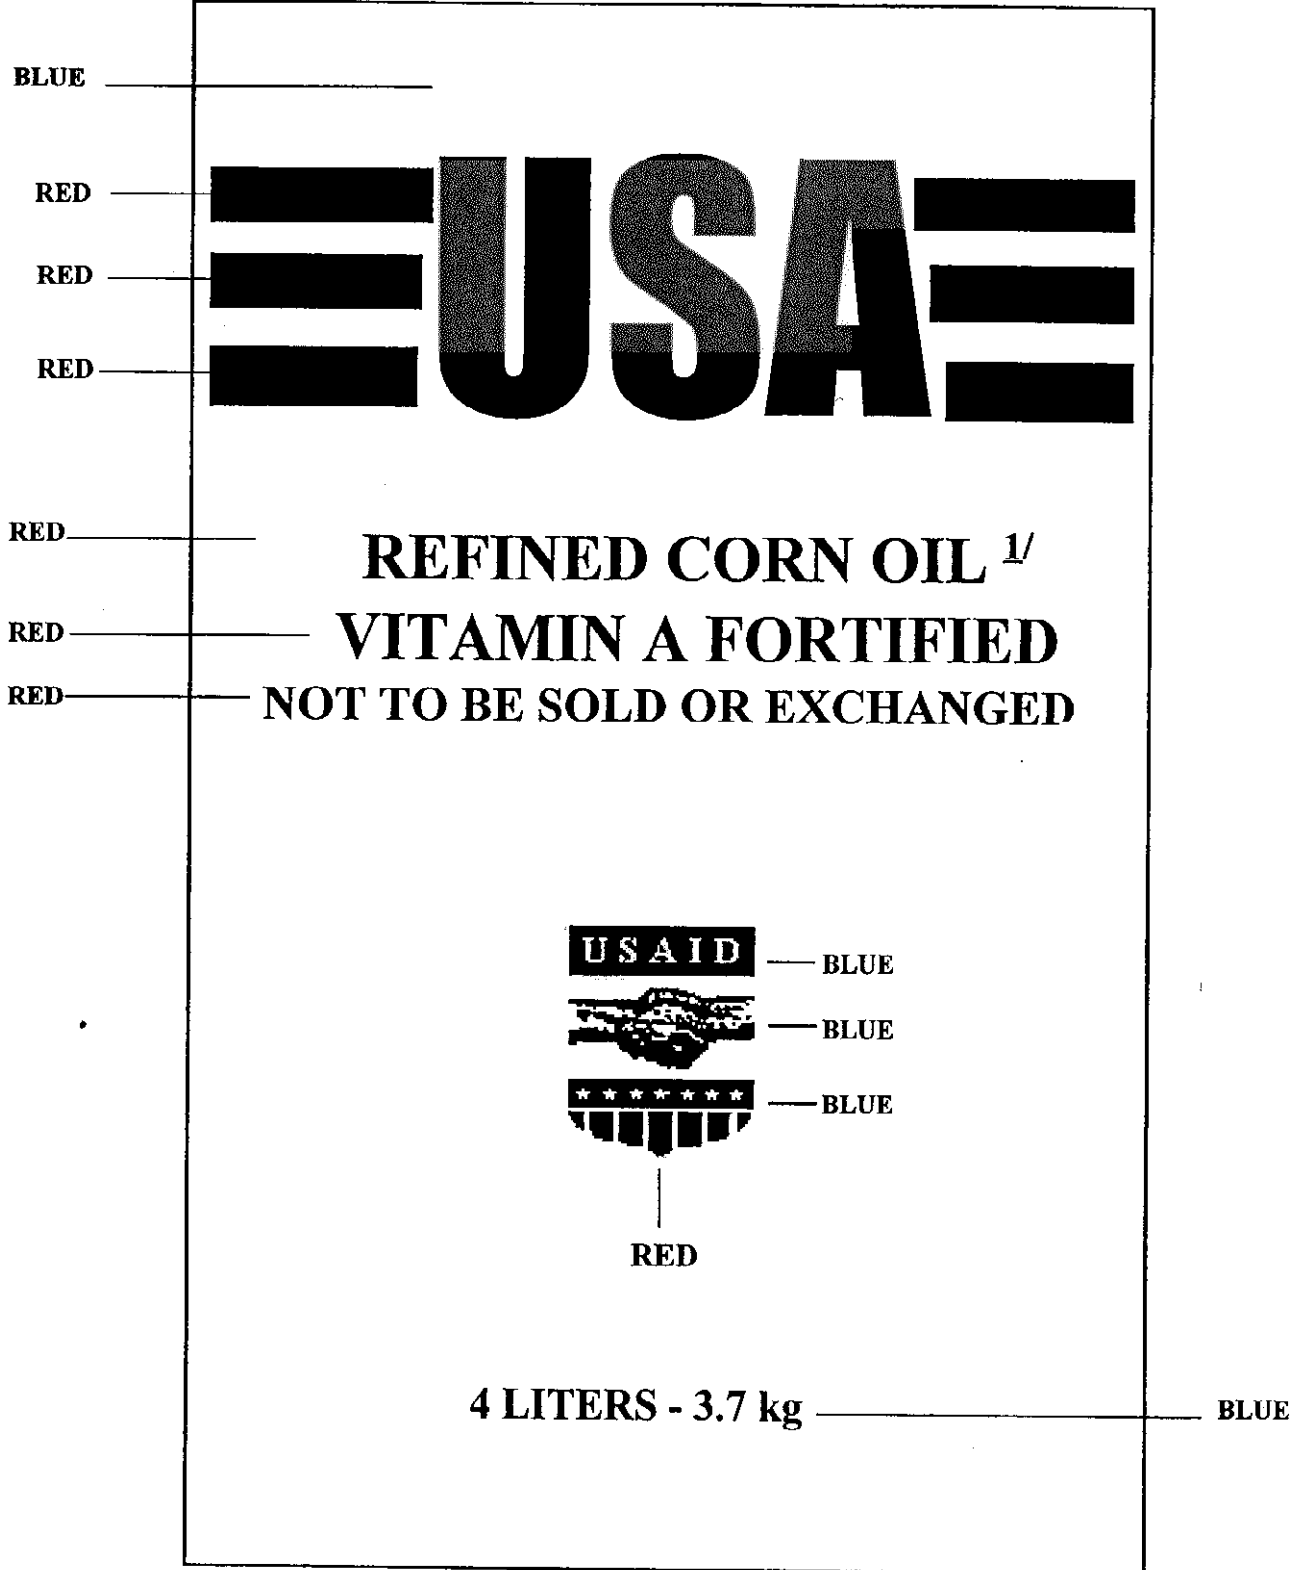 BLUE
USA
RED
RED
RED
RED REFINED CORN OIL 1/
RED VITAMIN A FORTIFIED
RED NOT TO BE SOLD OR EXCHANGED
USAID BLUE
BLUE
BLUE
RED
4 LITERS - 3.7 kg BLUE